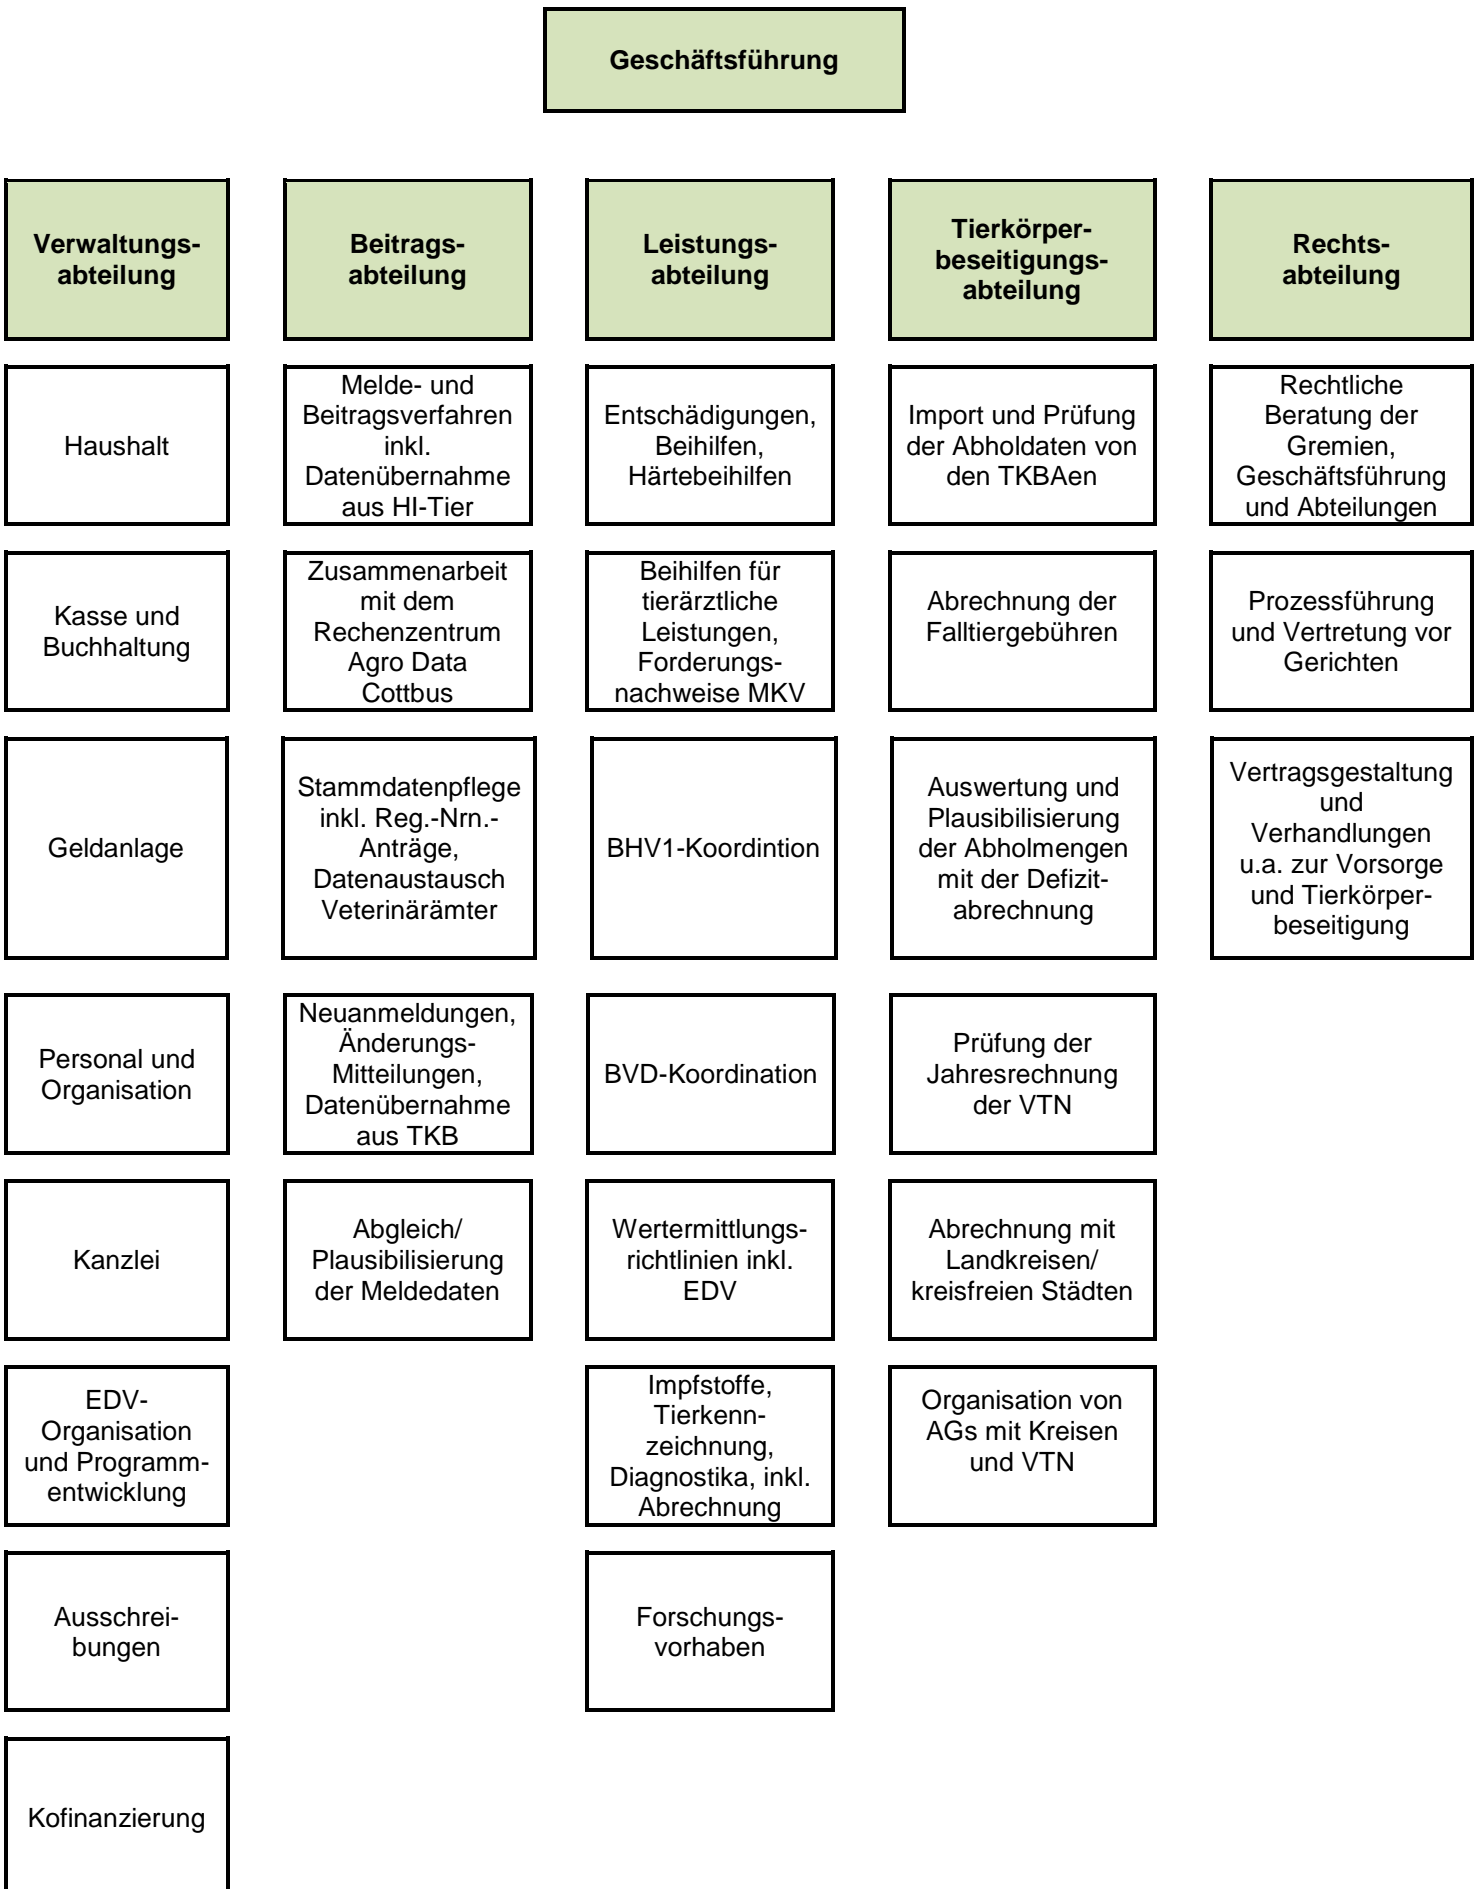 Geschäftsführung
Verwaltungs-
abteilung
Beitrags-
abteilung
Leistungs-
abteilung
Tierkörper-
beseitigungs-
abteilung
Rechts-
abteilung
Haushalt
Melde- und
Beitragsverfahren
inkl.
Datenübernahme
aus HI-Tier
Entschädigungen,
Beihilfen,
Härtebeihilfen
Import und Prüfung
der Abholdaten von
den TKBAen
Rechtliche
Beratung der
Gremien,
Geschäftsführung
und Abteilungen
Kasse und
Buchhaltung
Zusammenarbeit
mit dem
Rechenzentrum
Agro Data
Cottbus
Beihilfen für
tierärztliche
Leistungen,
Forderungs-
nachweise MKV
Abrechnung der
Falltiergebühren
Prozessführung
und Vertretung vor
Gerichten
Geldanlage
Stammdatenpflege
inkl. Reg.-Nrn.-
Anträge,
Datenaustausch
Veterinärämter
BHV1-Koordintion
Auswertung und
Plausibilisierung
der Abholmengen
mit der Defizit-
abrechnung
Vertragsgestaltung
und
Verhandlungen
u.a. zur Vorsorge
und Tierkörper-
beseitigung
Personal und
Organisation
Neuanmeldungen,
Änderungs-
Mitteilungen,
Datenübernahme
aus TKB
BVD-Koordination
Prüfung der
Jahresrechnung
der VTN
Kanzlei
Abgleich/
Plausibilisierung
der Meldedaten
Wertermittlungs-
richtlinien inkl.
EDV
Abrechnung mit
Landkreisen/
kreisfreien Städten
EDV-
Organisation
und Programm-
entwicklung
Impfstoffe,
Tierkenn-
zeichnung,
Diagnostika, inkl.
Abrechnung
Organisation von
AGs mit Kreisen
und VTN
Ausschrei-
bungen
Forschungs-
vorhaben
Kofinanzierung